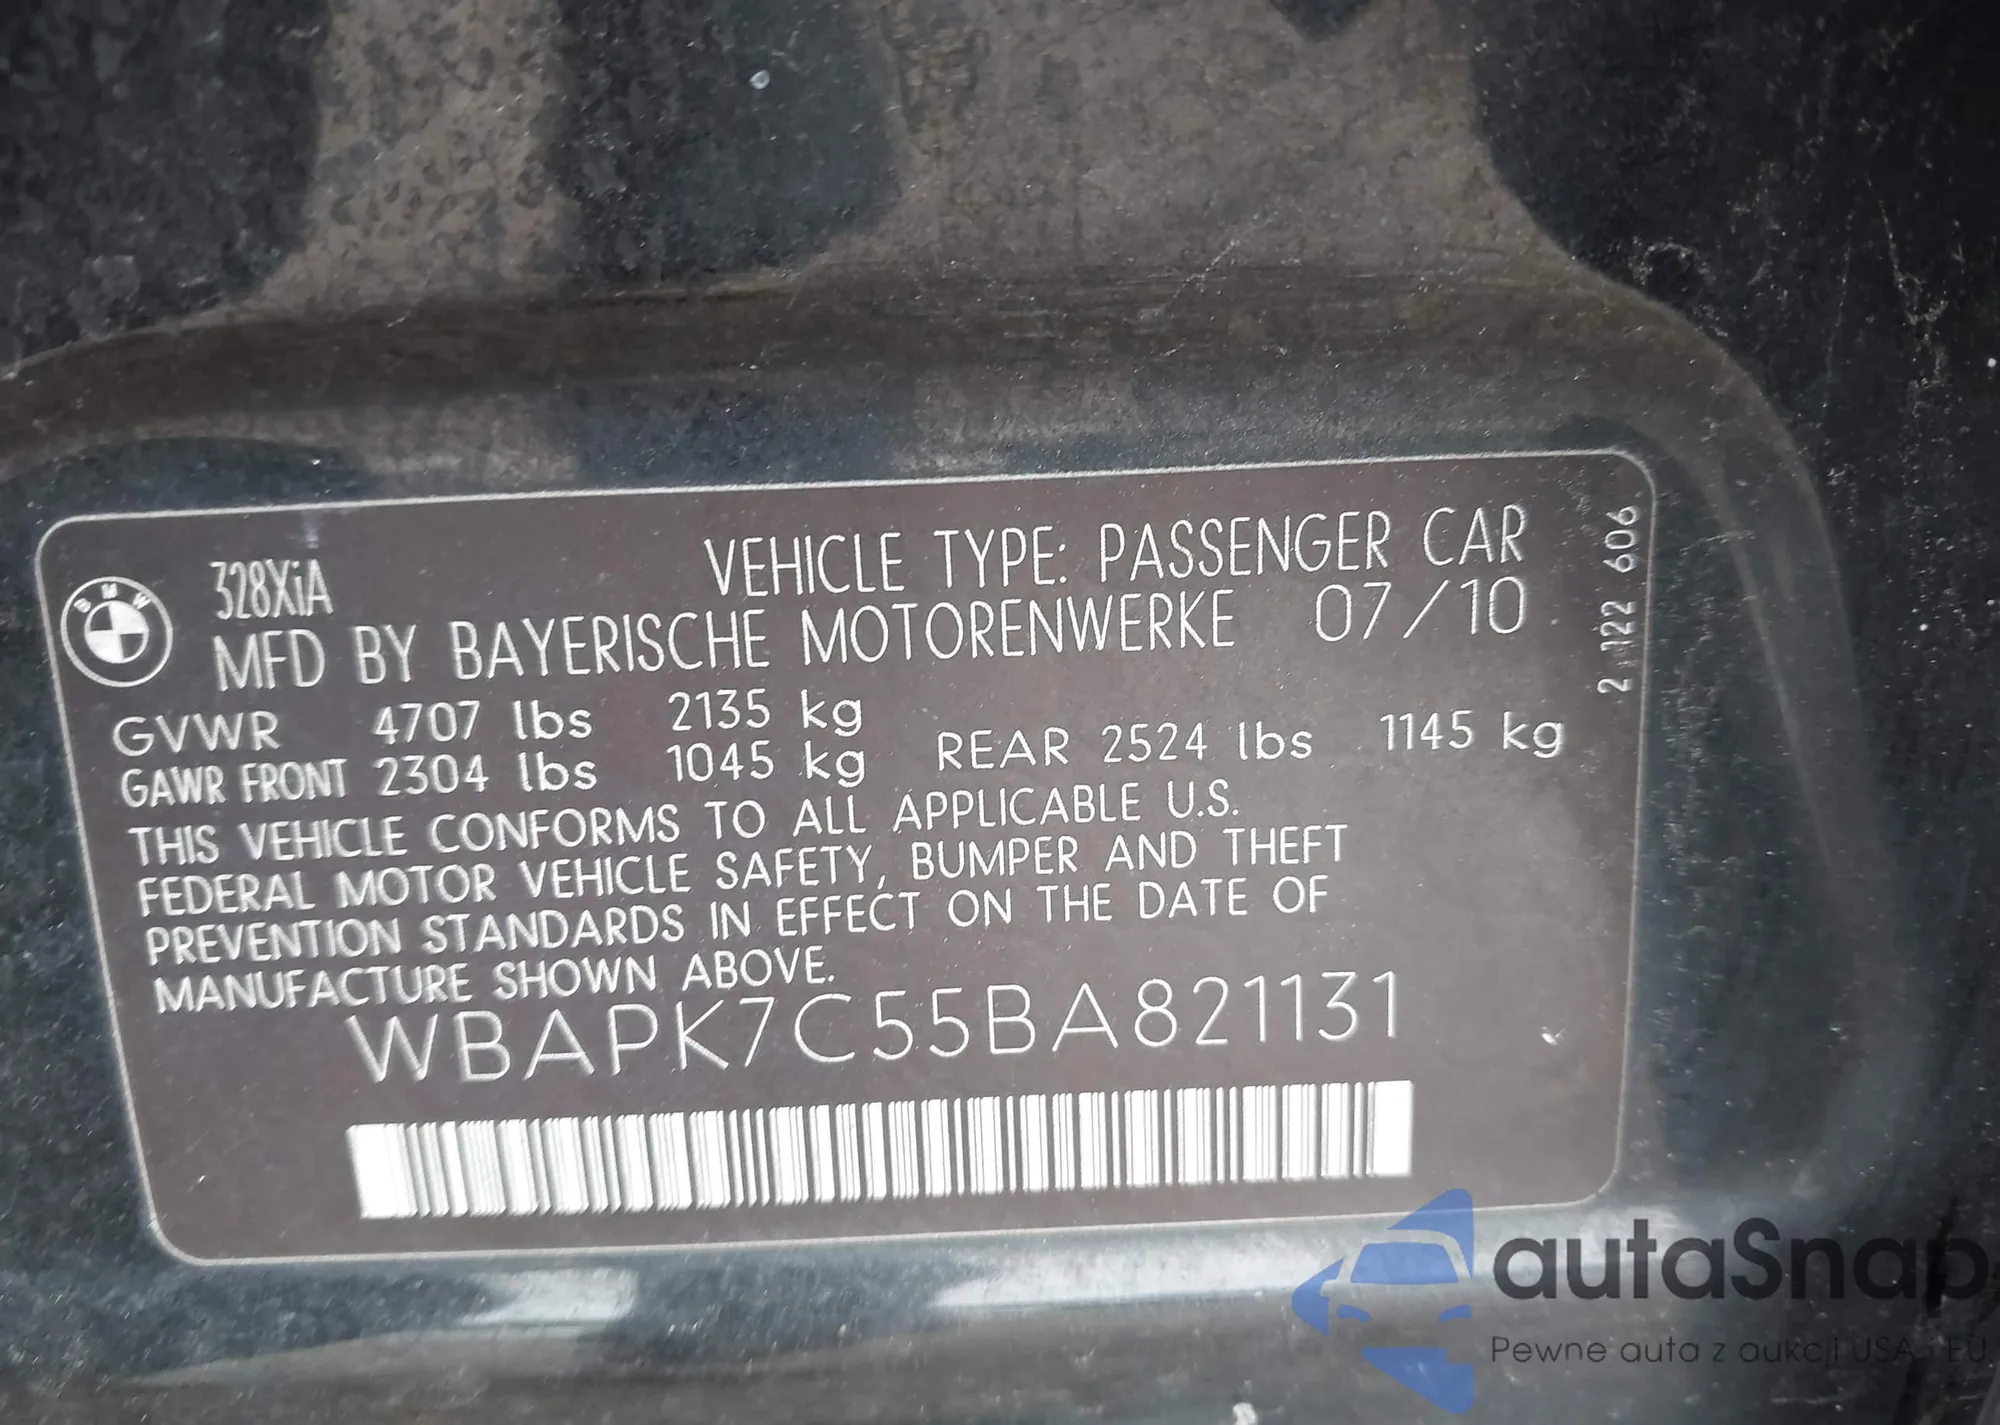 BMW
328XiA
VEHICLE TYPE: PASSENGER CAR
MFD BY BAYERISCHE MOTORENWERKE 07/10
GVWR 4707 lbs 2135 kg
GAWR FRONT 2304 lbs 1045 kg REAR 2524 lbs 1145 kg
THIS VEHICLE CONFORMS TO ALL APPLICABLE U.S.
FEDERAL MOTOR VEHICLE SAFETY, BUMPER AND THEFT
PREVENTION STANDARDS IN EFFECT ON THE DATE OF
MANUFACTURE SHOWN ABOVE.
WBAPK7C55BA821131
2 122 606
autaSnap
Pewne auta z aukcji USA i EU